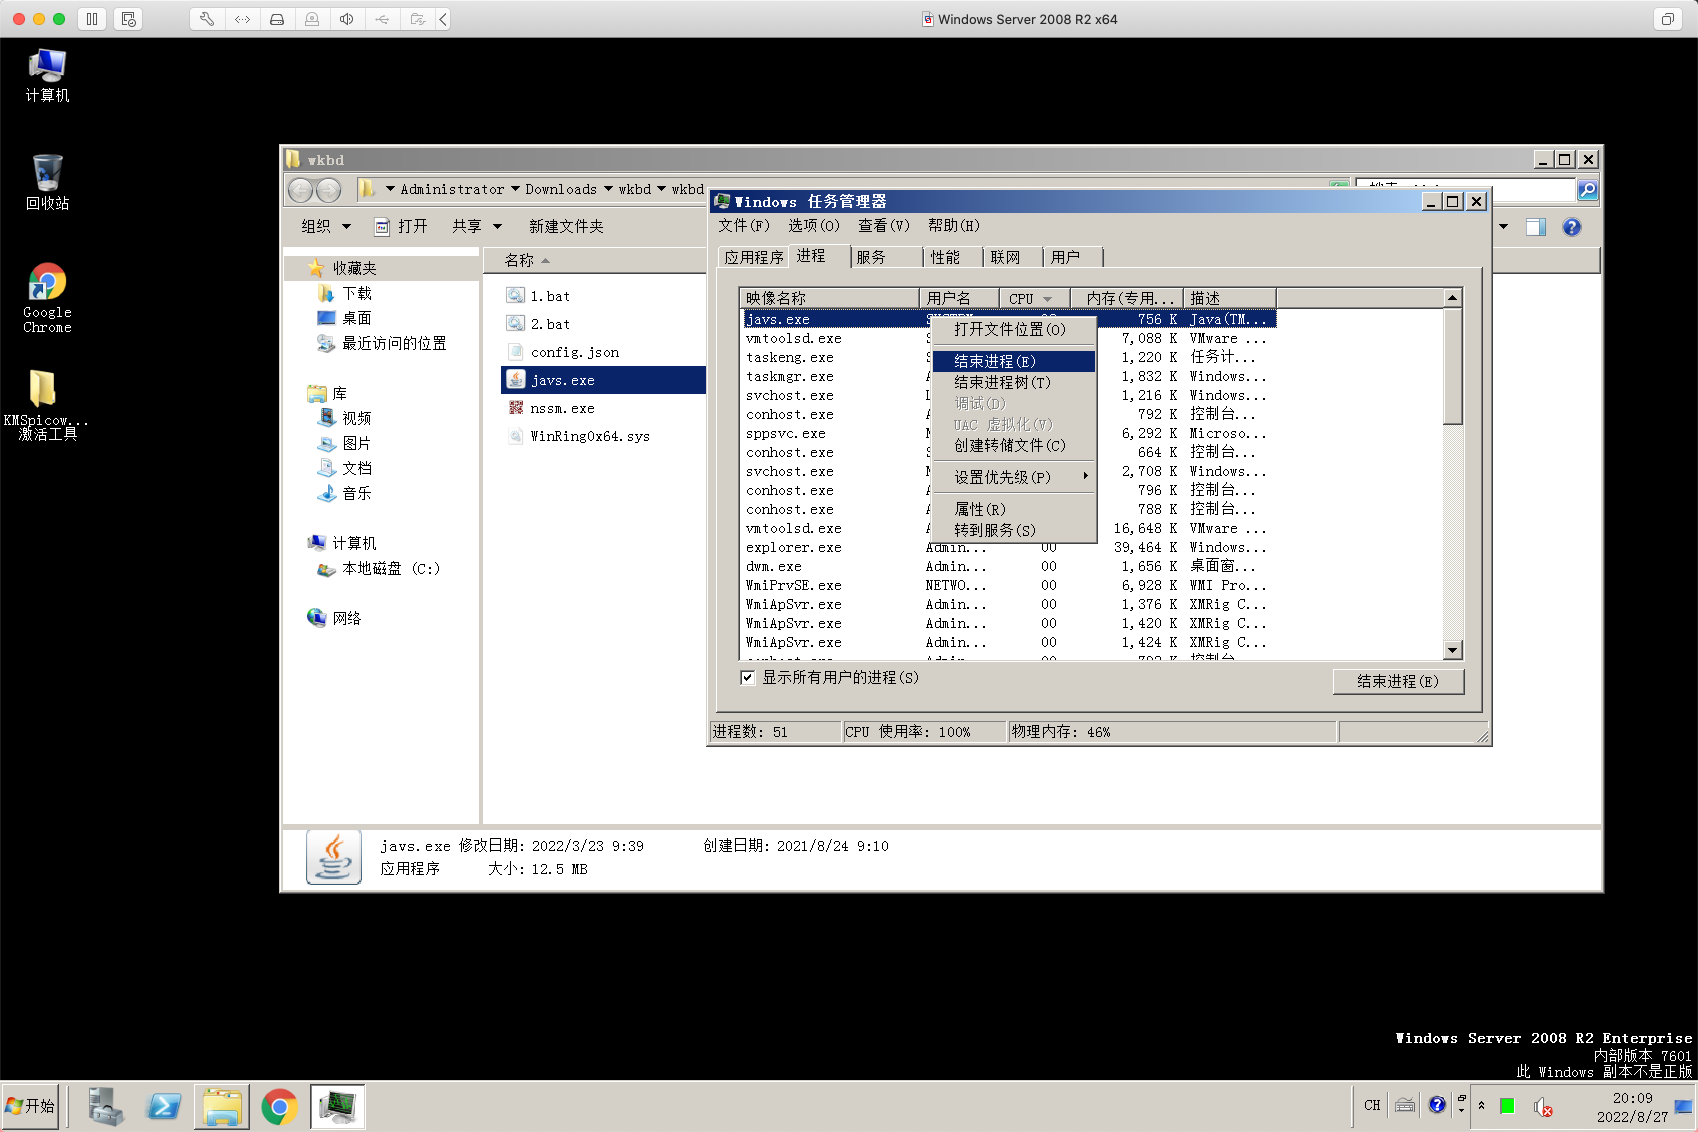 Windows Server 2008 R2 x64
计算机
回收站
Google
Chrome
KMSpicow...
激活工具
wkbd
Administrator
Downloads
wkbd
wkbd
组织
打开
共享
新建文件夹
收藏夹
下载
桌面
最近访问的位置
库
视频
图片
文档
音乐
计算机
本地磁盘 (C:)
网络
名称
1.bat
2.bat
config.json
javs.exe
nssm.exe
WinRing0x64.sys
javs.exe 修改日期: 2022/3/23 9:39 创建日期: 2021/8/24 9:10
应用程序 大小: 12.5 MB
Windows 任务管理器
文件(F) 选项(O) 查看(V) 帮助(H)
应用程序 进程 服务 性能 联网 用户
映像名称 用户名 CPU 内存(专用... 描述
javs.exe 756 K Java(TM...
vmtoolsd.exe 7,088 K VMware ...
taskeng.exe 1,220 K 任务计...
taskmgr.exe 1,832 K Windows...
svchost.exe 1,216 K Windows...
conhost.exe 792 K 控制台...
sppsvc.exe 6,292 K Microso...
conhost.exe 664 K 控制台...
svchost.exe 2,708 K Windows...
conhost.exe 796 K 控制台...
conhost.exe 788 K 控制台...
vmtoolsd.exe 16,648 K VMware ...
explorer.exe Admin... 00 39,464 K Windows...
dwm.exe Admin... 00 1,656 K 桌面窗...
WmiPrvSE.exe NETWO... 00 6,928 K WMI Pro...
WmiApSvr.exe Admin... 00 1,376 K XMRig C...
WmiApSvr.exe Admin... 00 1,420 K XMRig C...
WmiApSvr.exe Admin... 00 1,424 K XMRig C...
打开文件位置(O)
结束进程(E)
结束进程树(T)
调试(D)
UAC 虚拟化(V)
创建转储文件(C)
设置优先级(P)
属性(R)
转到服务(S)
显示所有用户的进程(S)
结束进程(E)
进程数: 51 CPU 使用率: 100% 物理内存: 46%
Windows Server 2008 R2 Enterprise
内部版本 7601
此 Windows 副本不是正版
开始
CH
20:09
2022/8/27